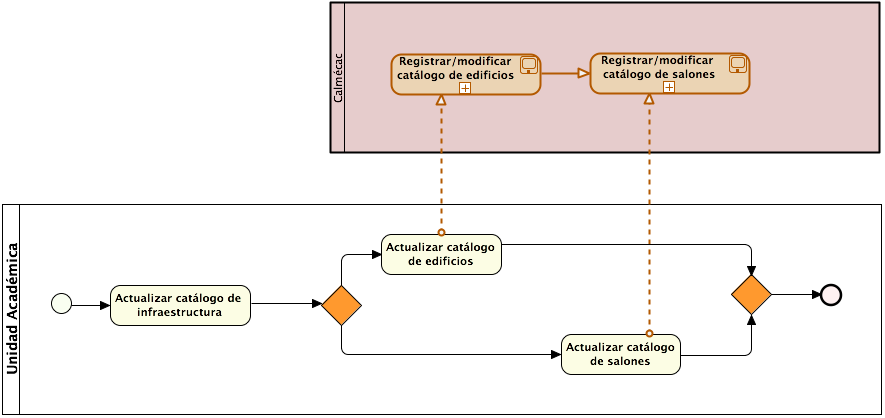 Calmécac
Registrar/modificar
catálogo de edificios
Registrar/modificar
catálogo de salones
Unidad Académica
Actualizar catálogo de
infraestructura
Actualizar catálogo
de edificios
Actualizar catálogo
de salones